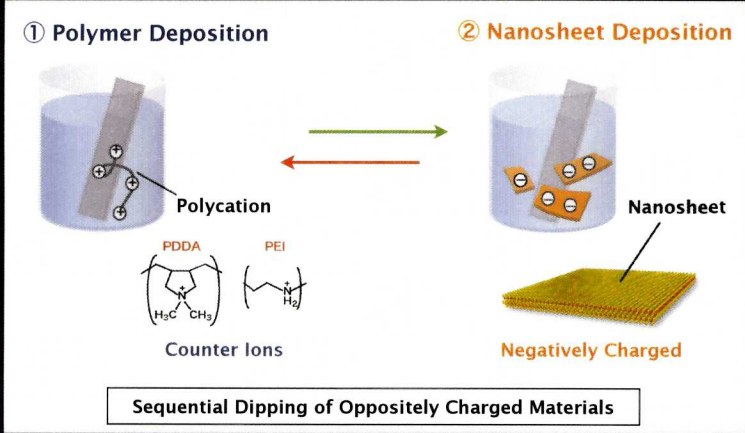 ① Polymer Deposition
② Nanosheet Deposition
+
+
+
+
Polycation
−
−
−
−
−
Nanosheet
PDDA
PEI
N
+
H₃C
CH₃
+
N
H₂
Counter Ions
Negatively Charged
Sequential Dipping of Oppositely Charged Materials